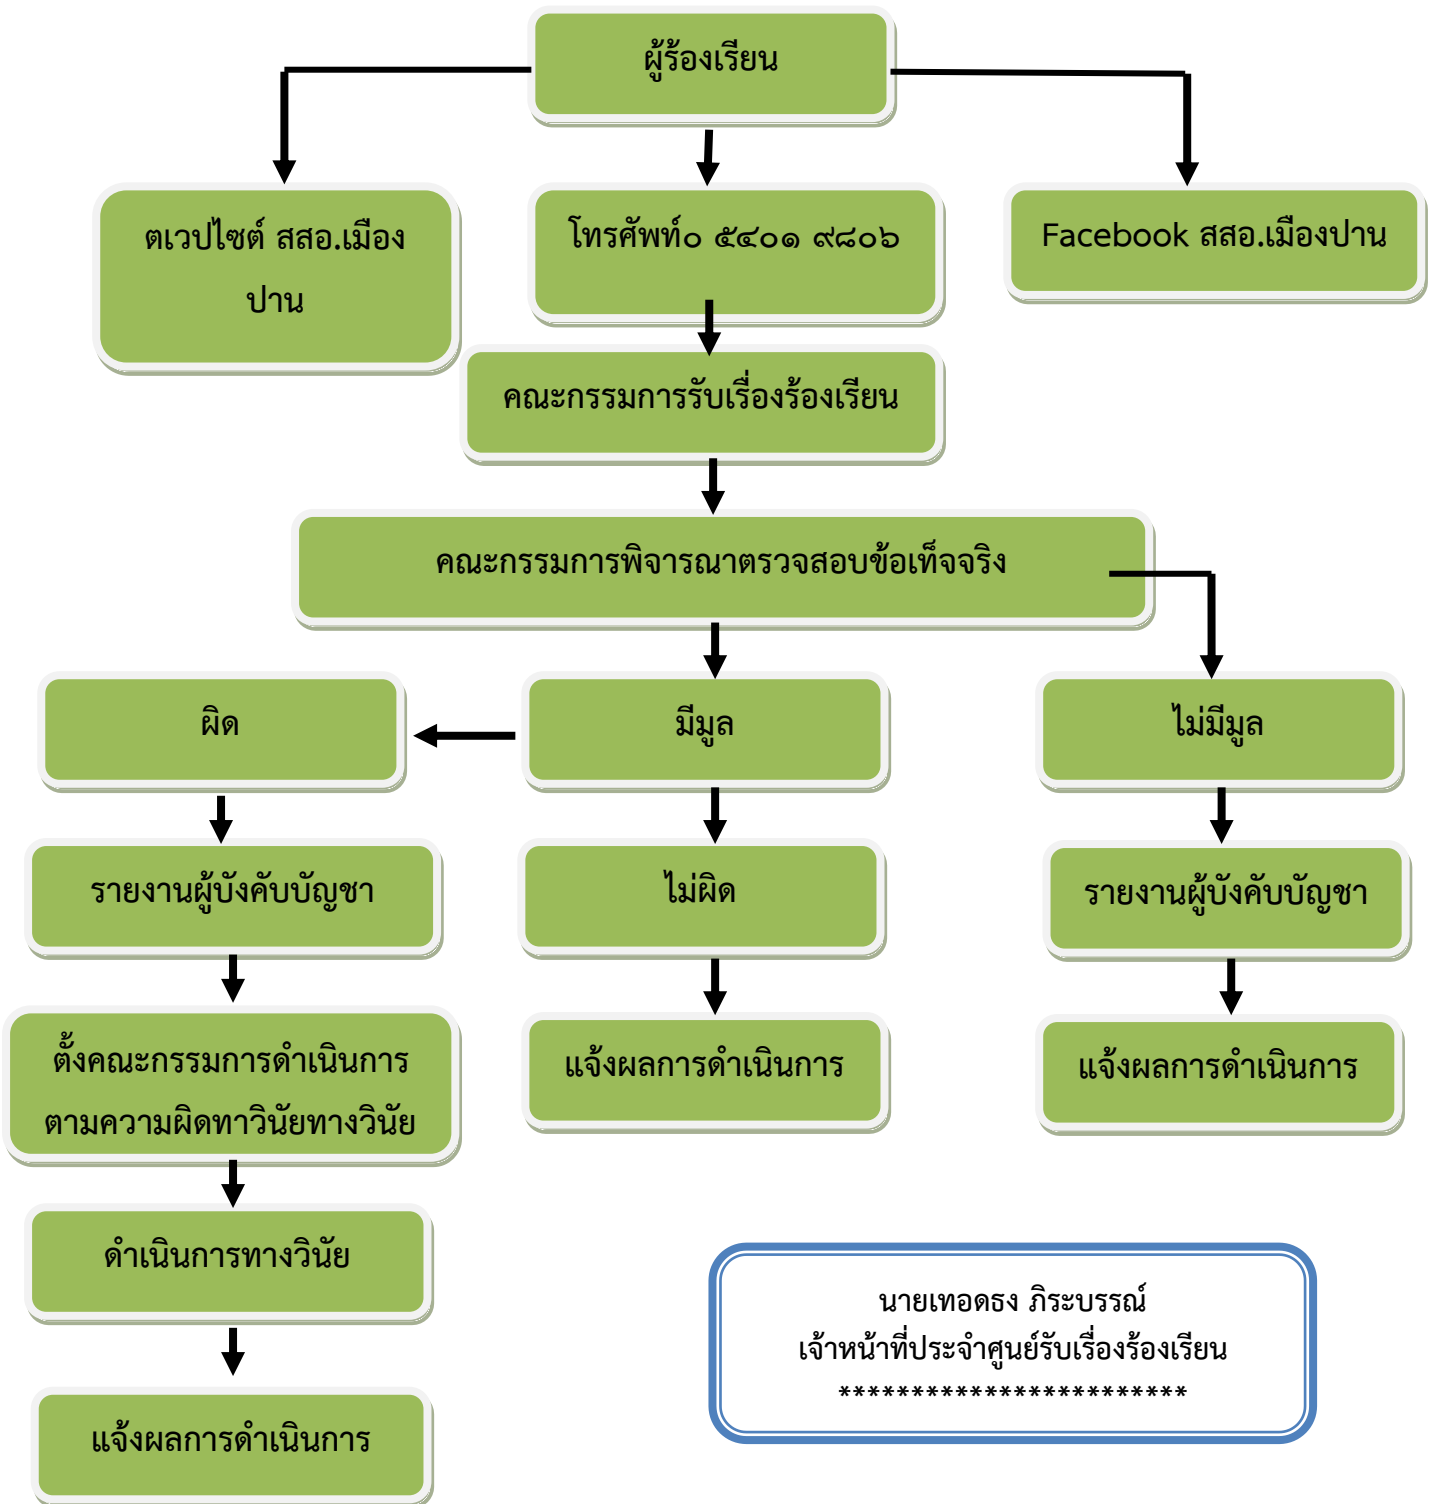 ผู้ร้องเรียน
ตเวปไซต์ สสอ.เมือง
ปาน
โทรศัพท์๐ ๕๔๐๑ ๙๘๐๖
Facebook สสอ.เมืองปาน
คณะกรรมการรับเรื่องร้องเรียน
คณะกรรมการพิจารณาตรวจสอบข้อเท็จจริง
ผิด
มีมูล
ไม่มีมูล
รายงานผู้บังคับบัญชา
ไม่ผิด
รายงานผู้บังคับบัญชา
ตั้งคณะกรรมการดำเนินการ
ตามความผิดทาวินัยทางวินัย
แจ้งผลการดำเนินการ
แจ้งผลการดำเนินการ
ดำเนินการทางวินัย
แจ้งผลการดำเนินการ
นายเทอดธง ภิระบรรณ์
เจ้าหน้าที่ประจำศูนย์รับเรื่องร้องเรียน
************************